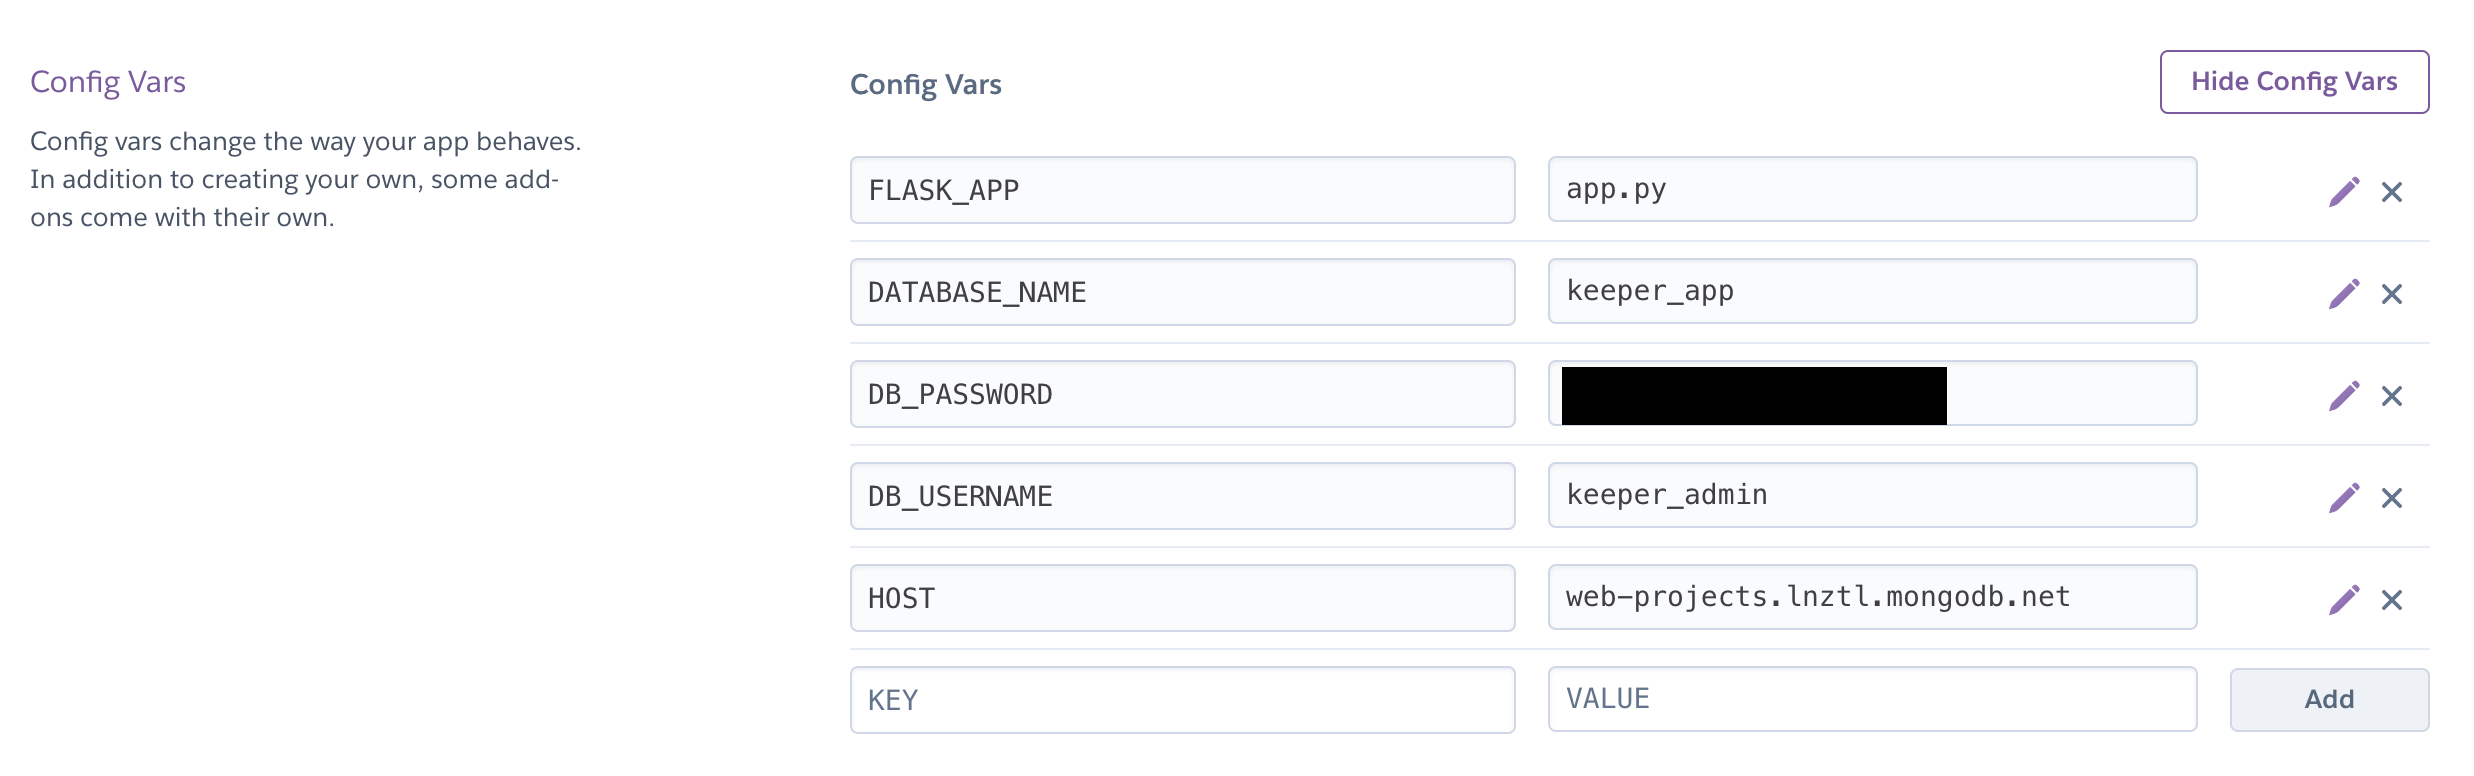 Config Vars
Config vars change the way your app behaves.
In addition to creating your own, some add-
ons come with their own.
Config Vars
Hide Config Vars
FLASK_APP app.py
DATABASE_NAME keeper_app
DB_PASSWORD
DB_USERNAME keeper_admin
HOST web-projects.lnztl.mongodb.net
KEY VALUE Add